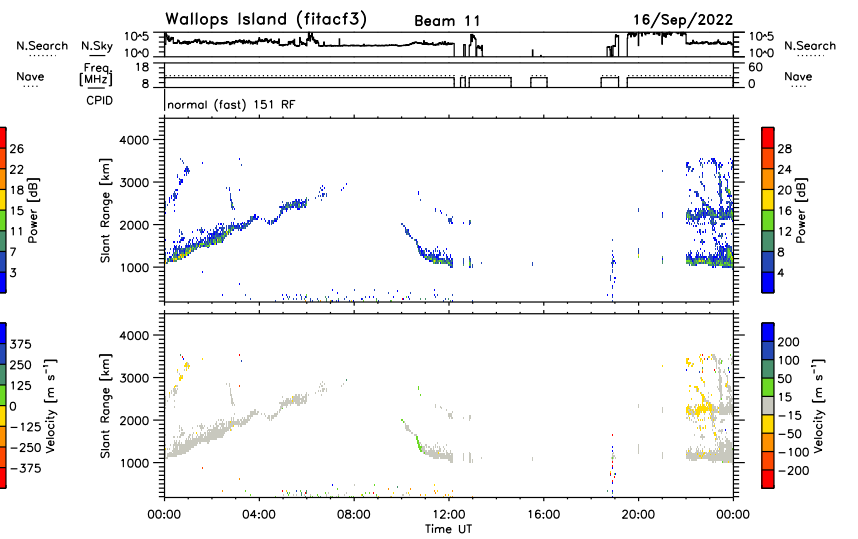 Wallops Island (fitacf3) Beam 11 16/Sep/2022
N.Search N.Sky 10^5 10^5 N.Search
10^0 10^0
Nave Freq. [MHz] 18 8 60 0 Nave
CPID normal (fast) 151 RF
Power [dB] 26 22 18 15 11 7 3
Slant Range [km] 4000 3000 2000 1000
Power [dB] 28 24 20 16 12 8 4
Velocity [m s⁻¹] 375 250 125 0 −125 −250 −375
Slant Range [km] 4000 3000 2000 1000
Velocity [m s⁻¹] 200 100 50 15 −15 −50 −100 −200
00:00 04:00 08:00 12:00 16:00 20:00 00:00
Time UT